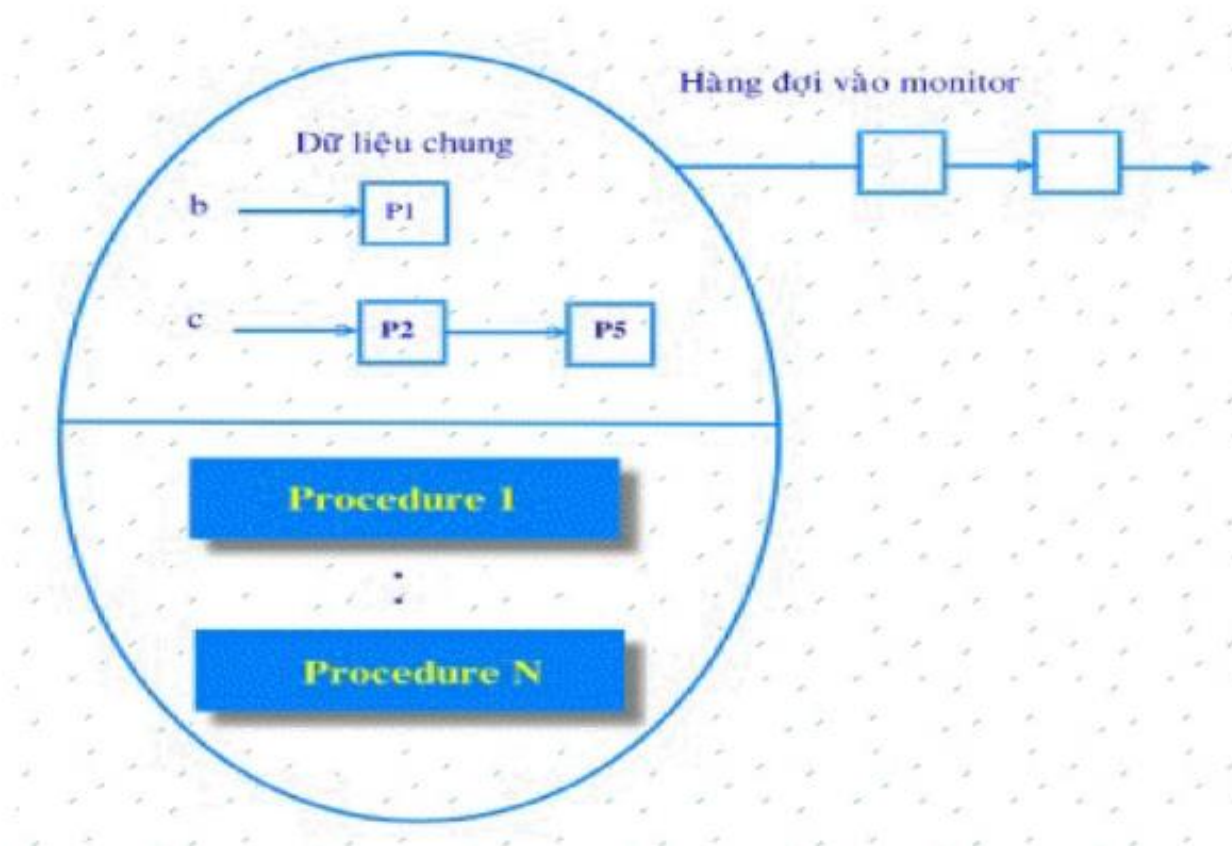 Hàng đợi vào monitor
Dữ liệu chung
b
P1
c
P2
P5
Procedure 1
:
Procedure N